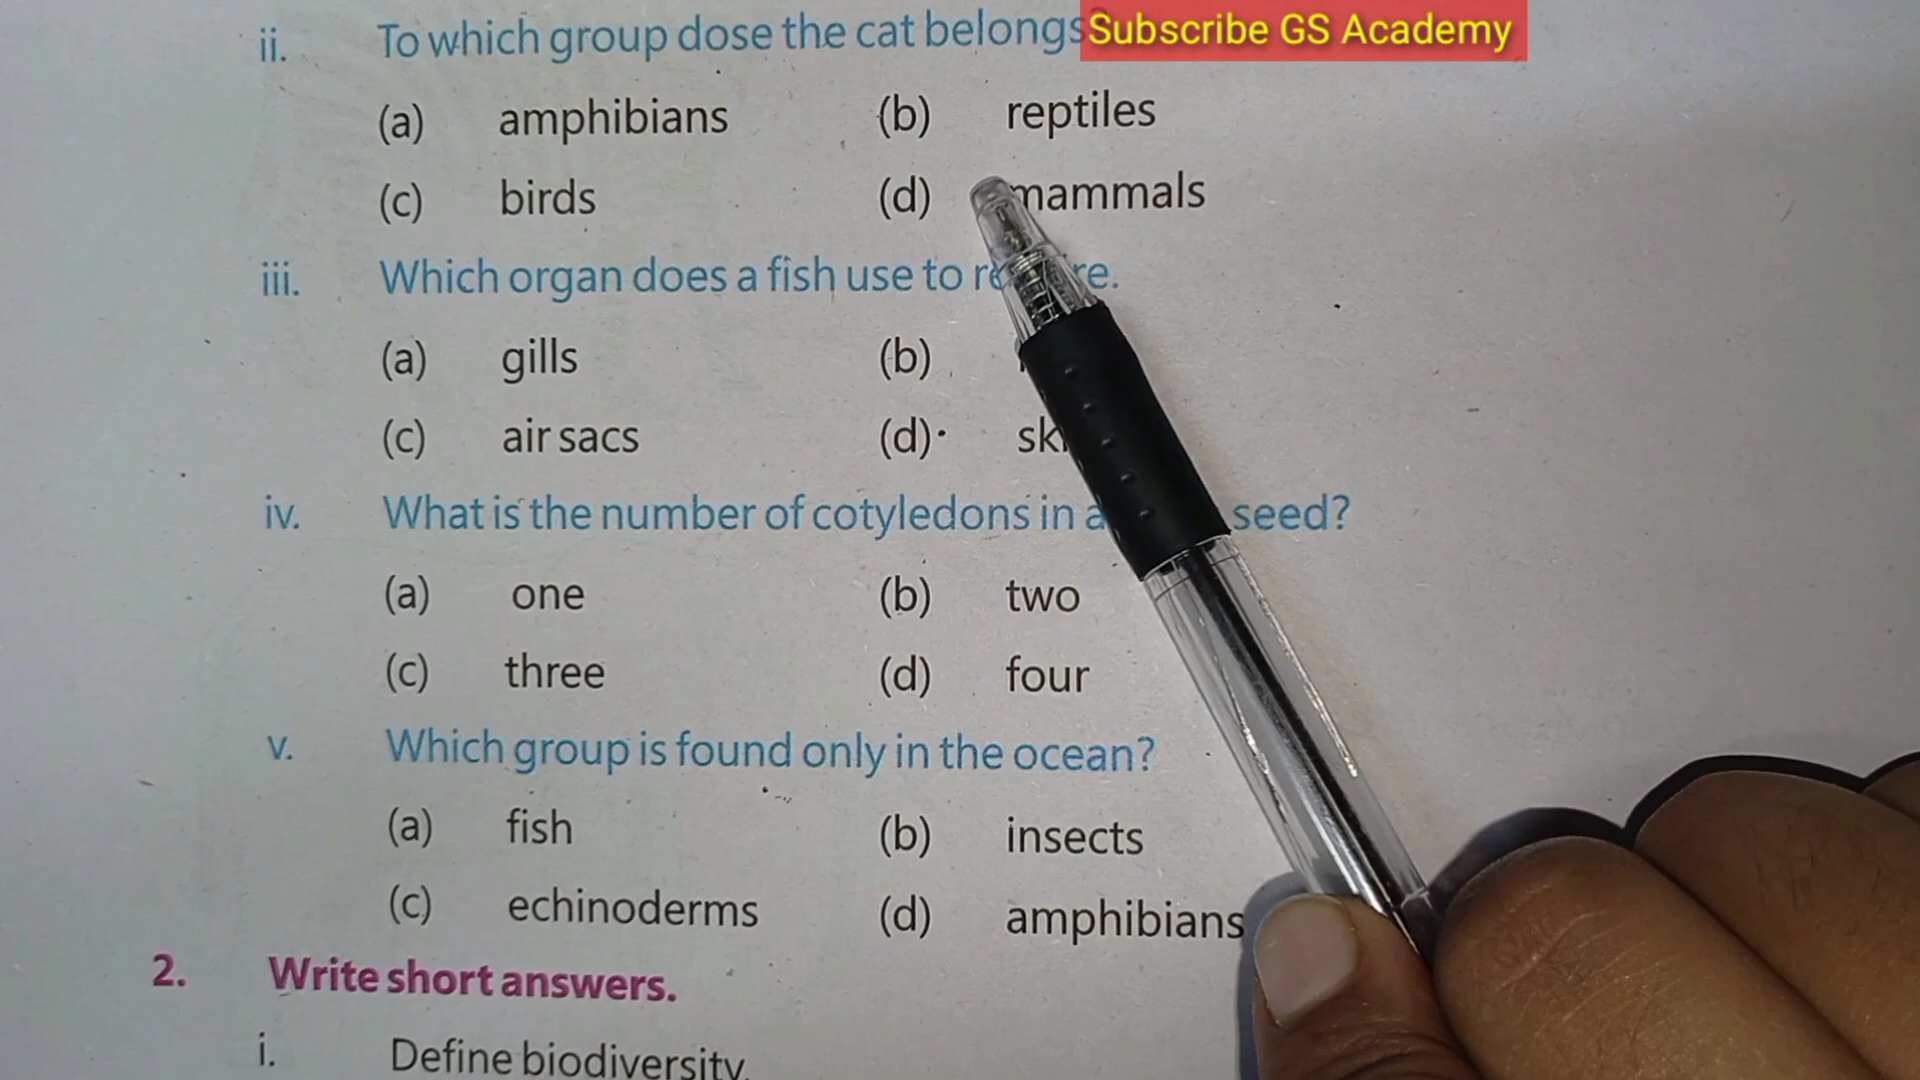 ii. To which group dose the cat belongs
Subscribe GS Academy
(a) amphibians (b) reptiles
(c) birds (d) mammals
iii. Which organ does a fish use to
(a) gills (b)
(c) air sacs (d)
iv. What is the number of cotyledons in a seed?
(a) one (b) two
(c) three (d) four
v. Which group is found only in the ocean?
(a) fish (b) insects
(c) echinoderms (d) amphibians
2. Write short answers.
i. Define biodiversity.